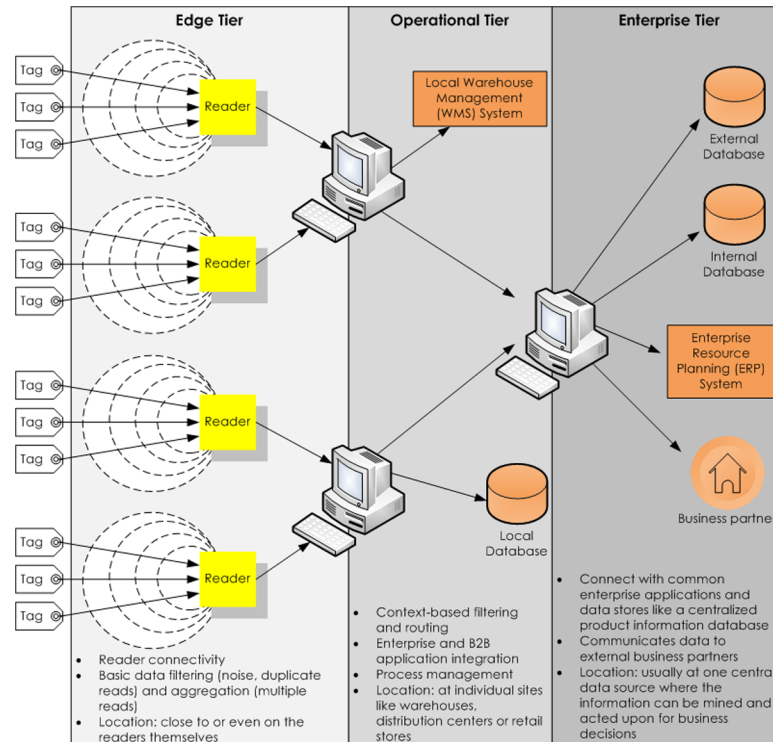 Edge Tier
Operational Tier
Enterprise Tier
Tag
Tag
Tag
Reader
Tag
Tag
Tag
Reader
Tag
Tag
Tag
Reader
Tag
Tag
Tag
Reader
Local Warehouse
Management
(WMS) System
Local
Database
External
Database
Internal
Database
Enterprise
Resource
Planning (ERP)
System
Business partne
• Reader connectivity
• Basic data filtering (noise, duplicate
reads) and aggregation (multiple
reads)
• Location: close to or even on the
readers themselves
• Context-based filtering
and routing
• Enterprise and B2B
application integration
• Process management
• Location: at individual sites
like warehouses,
distribution centers or retail
stores
• Connect with common
enterprise applications and
data stores like a centralized
product information database
• Communicates data to
external business partners
• Location: usually at one centra
data source where the
information can be mined and
acted upon for business
decisions